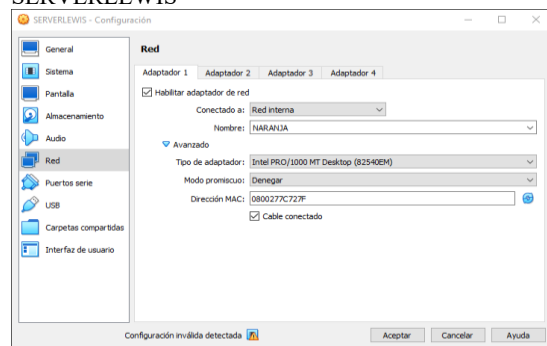 SERVERLEWIS
SERVERLEWIS - Configuración
General
Sistema
Pantalla
Almacenamiento
Audio
Red
Puertos serie
USB
Carpetas compartidas
Interfaz de usuario
Red
Adaptador 1 Adaptador 2 Adaptador 3 Adaptador 4
Habilitar adaptador de red
Conectado a: Red interna
Nombre: NARANJA
Avanzado
Tipo de adaptador: Intel PRO/1000 MT Desktop (82540EM)
Modo promiscuo: Denegar
Dirección MAC: 0800277C727F
Cable conectado
Configuración inválida detectada Aceptar Cancelar Ayuda